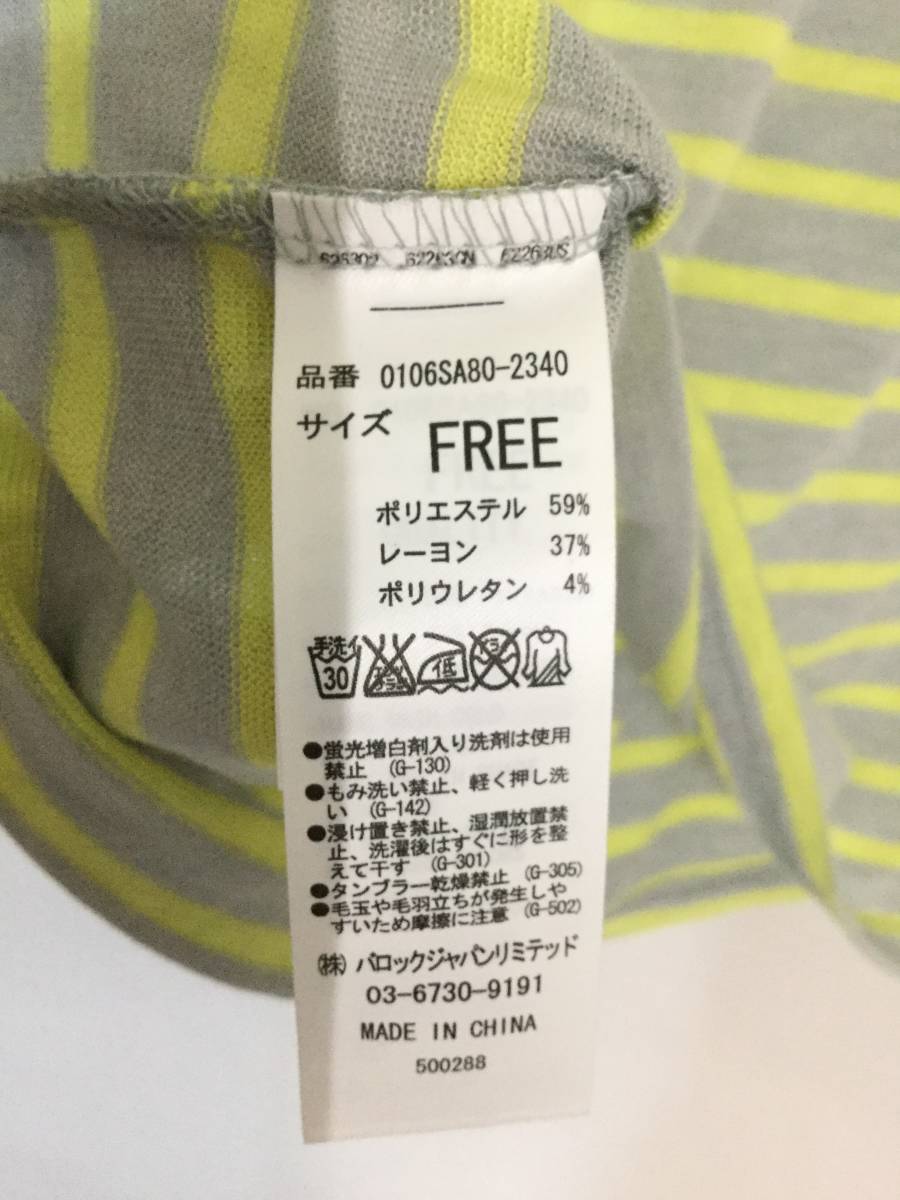 品番 0106SA80-2340
サイズ FREE
ポリエステル 59%
レーヨン 37%
ポリウレタン 4%
手洗イ
30
低
ドライ
●蛍光増白剤入り洗剤は使用
禁止 (G-130)
●もみ洗い禁止、軽く押し洗
い (G-142)
●浸け置き禁止、湿潤放置禁
止、洗濯後はすぐに形を整
えて干す (G-301)
●タンブラー乾燥禁止 (G-305)
●毛玉や毛羽立ちが発生しや
すいため摩擦に注意 (G-502)
(株) バロックジャパンリミテッド
03-6730-9191
MADE IN CHINA
500288